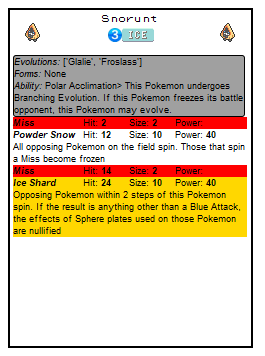 Snorunt
3 ICE
Evolutions: ['Glalie', 'Froslass']
Forms: None
Ability: Polar Acclimation> This Pokemon undergoes
Branching Evolution. If this Pokemon freezes its battle
opponent, this Pokemon may evolve.
Miss Hit: 2 Size: 2 Power:
Powder Snow Hit: 12 Size: 10 Power: 40
All opposing Pokemon on the field spin. Those that spin
a Miss become frozen
Miss Hit: 14 Size: 2 Power:
Ice Shard Hit: 24 Size: 10 Power: 40
Opposing Pokemon within 2 steps of this Pokemon
spin. If the result is anything other than a Blue Attack,
the effects of Sphere plates used on those Pokemon
are nullified